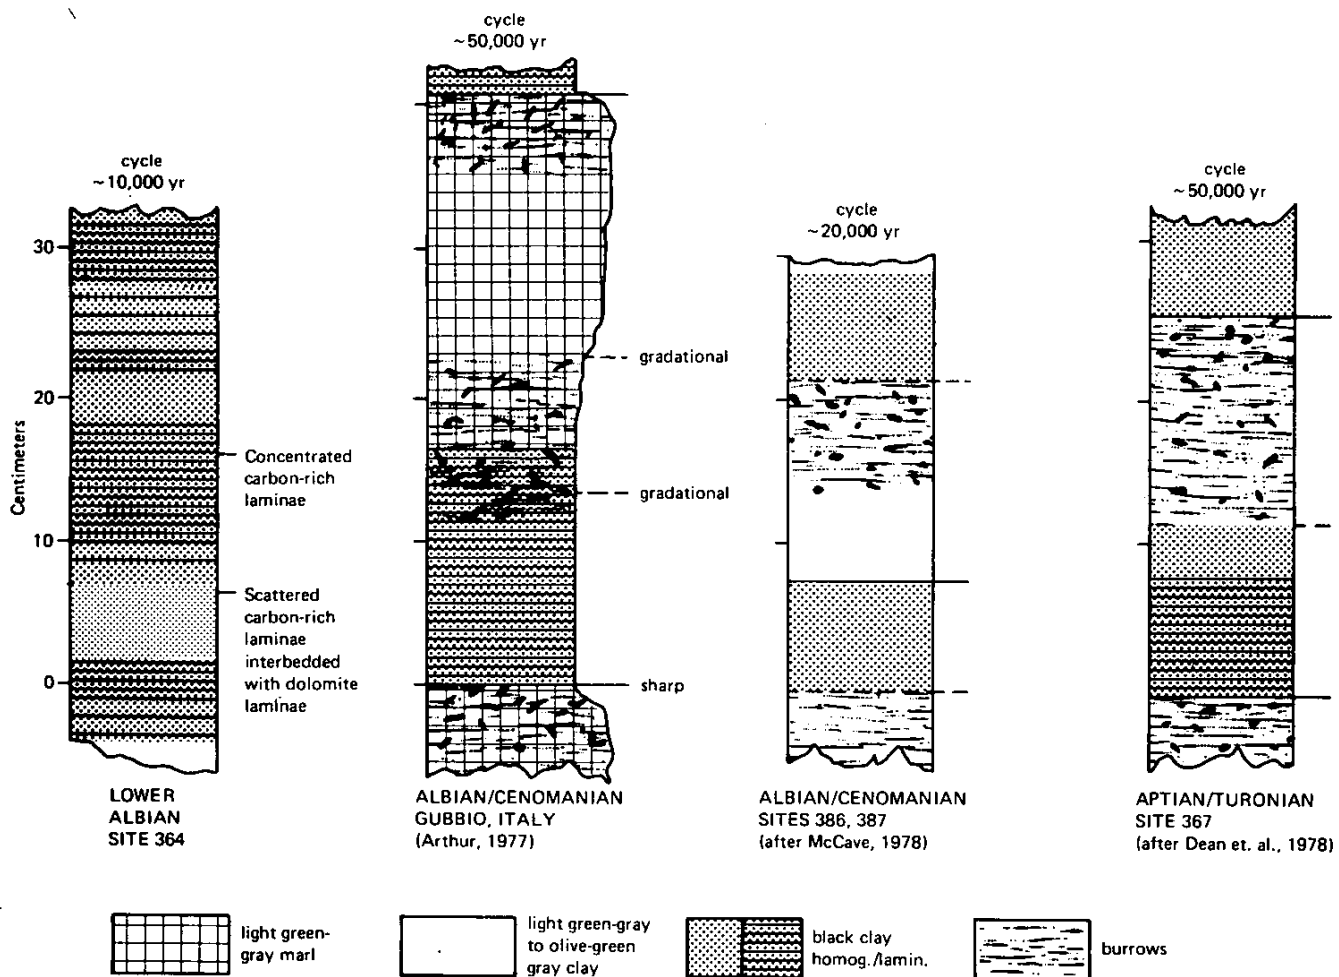 cycle
~50,000 yr
cycle
~10,000 yr
cycle
~20,000 yr
cycle
~50,000 yr
Centimeters
30
20
10
0
Concentrated
carbon-rich
laminae
Scattered
carbon-rich
laminae
interbedded
with dolomite
laminae
gradational
gradational
sharp
LOWER
ALBIAN
SITE 364
ALBIAN/CENOMANIAN
GUBBIO, ITALY
(Arthur, 1977)
ALBIAN/CENOMANIAN
SITES 386, 387
(after McCave, 1978)
APTIAN/TURONIAN
SITE 367
(after Dean et. al., 1978)
light green-
gray marl
light green-gray
to olive-green
gray clay
black clay
homog./lamin.
burrows